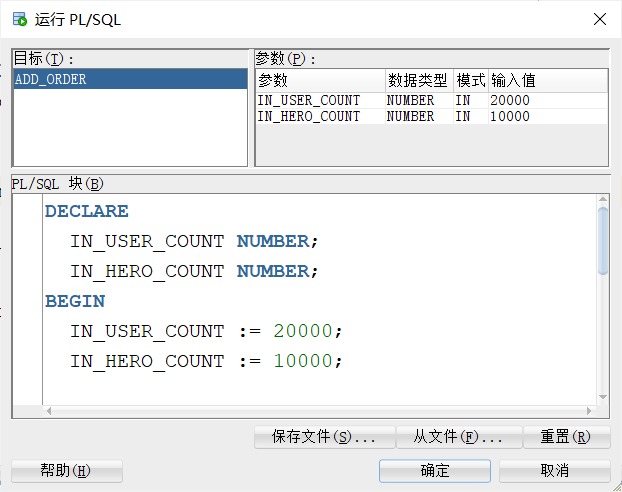 运行 PL/SQL
目标(T):
ADD_ORDER
参数(P):
参数 数据类型 模式 输入值
IN_USER_COUNT NUMBER IN 20000
IN_HERO_COUNT NUMBER IN 10000
PL/SQL 块(B)
DECLARE
IN_USER_COUNT NUMBER;
IN_HERO_COUNT NUMBER;
BEGIN
IN_USER_COUNT := 20000;
IN_HERO_COUNT := 10000;
保存文件(S)... 从文件(F)... 重置(R)
帮助(H) 确定 取消